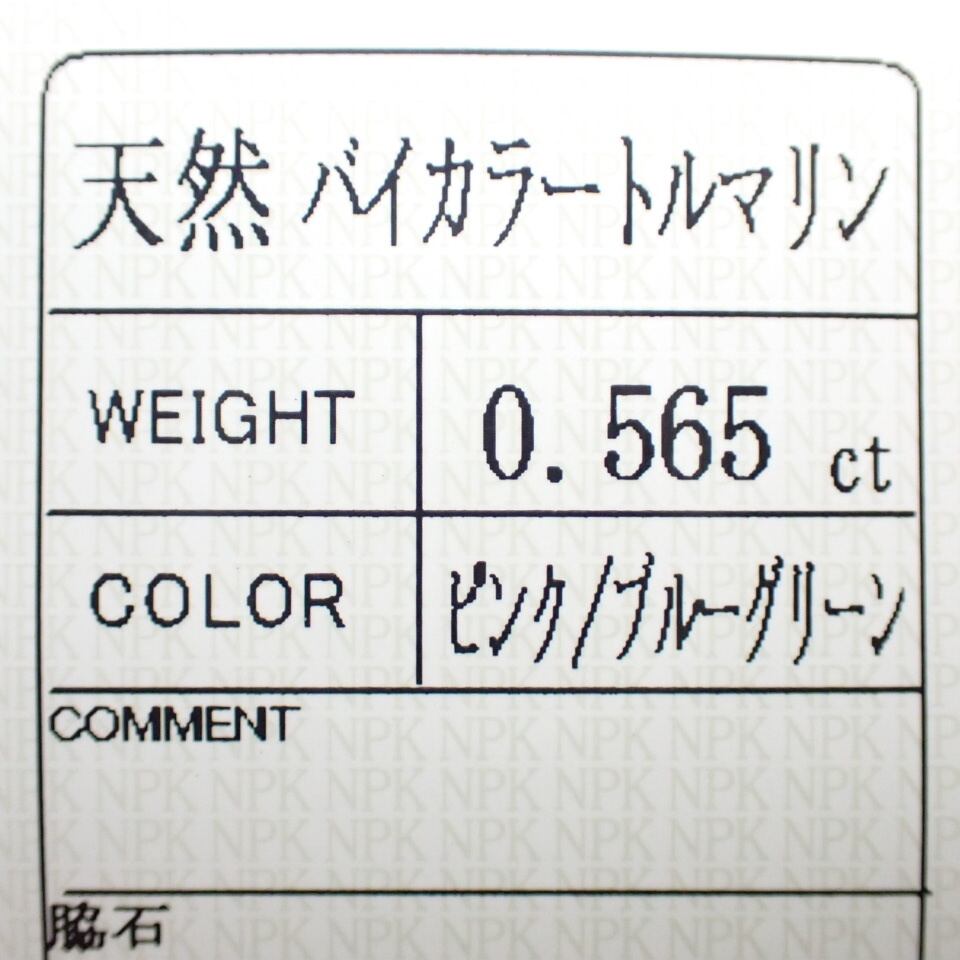 天然 バイカラートルマリン
WEIGHT 0.565 ct
COLOR ピンク/ブルーグリーン
COMMENT
脇石